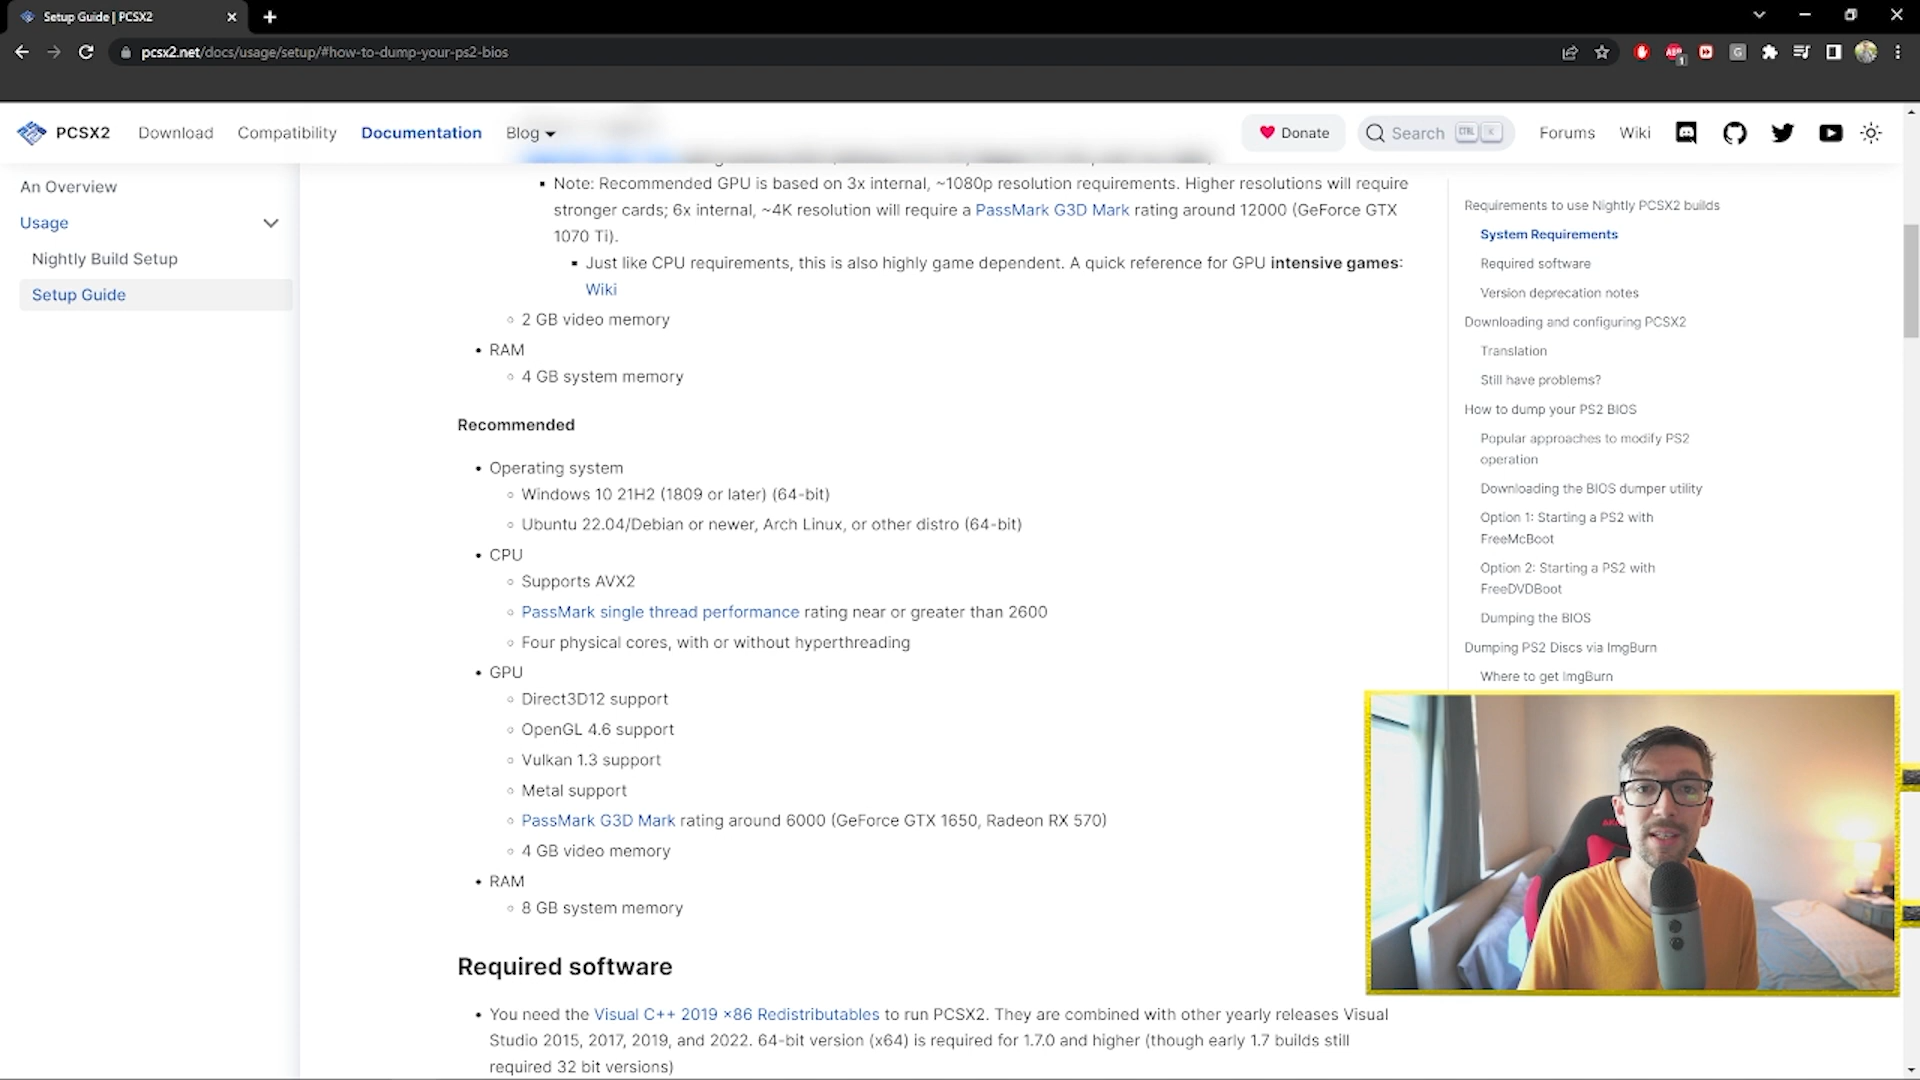 Setup Guide | PCSX2
pcsx2.net/docs/usage/setup/#how-to-dump-your-ps2-bios
PCSX2
Download
Compatibility
Documentation
Blog
Donate
Search
CTRL
K
Forums
Wiki
An Overview
Usage
Nightly Build Setup
Setup Guide
Note: Recommended GPU is based on 3x internal, ~1080p resolution requirements. Higher resolutions will require
stronger cards; 6x internal, ~4K resolution will require a PassMark G3D Mark rating around 12000 (GeForce GTX
1070 Ti).
Just like CPU requirements, this is also highly game dependent. A quick reference for GPU intensive games:
Wiki
2 GB video memory
RAM
4 GB system memory
Recommended
Operating system
Windows 10 21H2 (1809 or later) (64-bit)
Ubuntu 22.04/Debian or newer, Arch Linux, or other distro (64-bit)
CPU
Supports AVX2
PassMark single thread performance rating near or greater than 2600
Four physical cores, with or without hyperthreading
GPU
Direct3D12 support
OpenGL 4.6 support
Vulkan 1.3 support
Metal support
PassMark G3D Mark rating around 6000 (GeForce GTX 1650, Radeon RX 570)
4 GB video memory
RAM
8 GB system memory
Required software
You need the Visual C++ 2019 x86 Redistributables to run PCSX2. They are combined with other yearly releases Visual
Studio 2015, 2017, 2019, and 2022. 64-bit version (x64) is required for 1.7.0 and higher (though early 1.7 builds still
required 32 bit versions)
Requirements to use Nightly PCSX2 builds
System Requirements
Required software
Version deprecation notes
Downloading and configuring PCSX2
Translation
Still have problems?
How to dump your PS2 BIOS
Popular approaches to modify PS2
operation
Downloading the BIOS dumper utility
Option 1: Starting a PS2 with
FreeMcBoot
Option 2: Starting a PS2 with
FreeDVDBoot
Dumping the BIOS
Dumping PS2 Discs via ImgBurn
Where to get ImgBurn